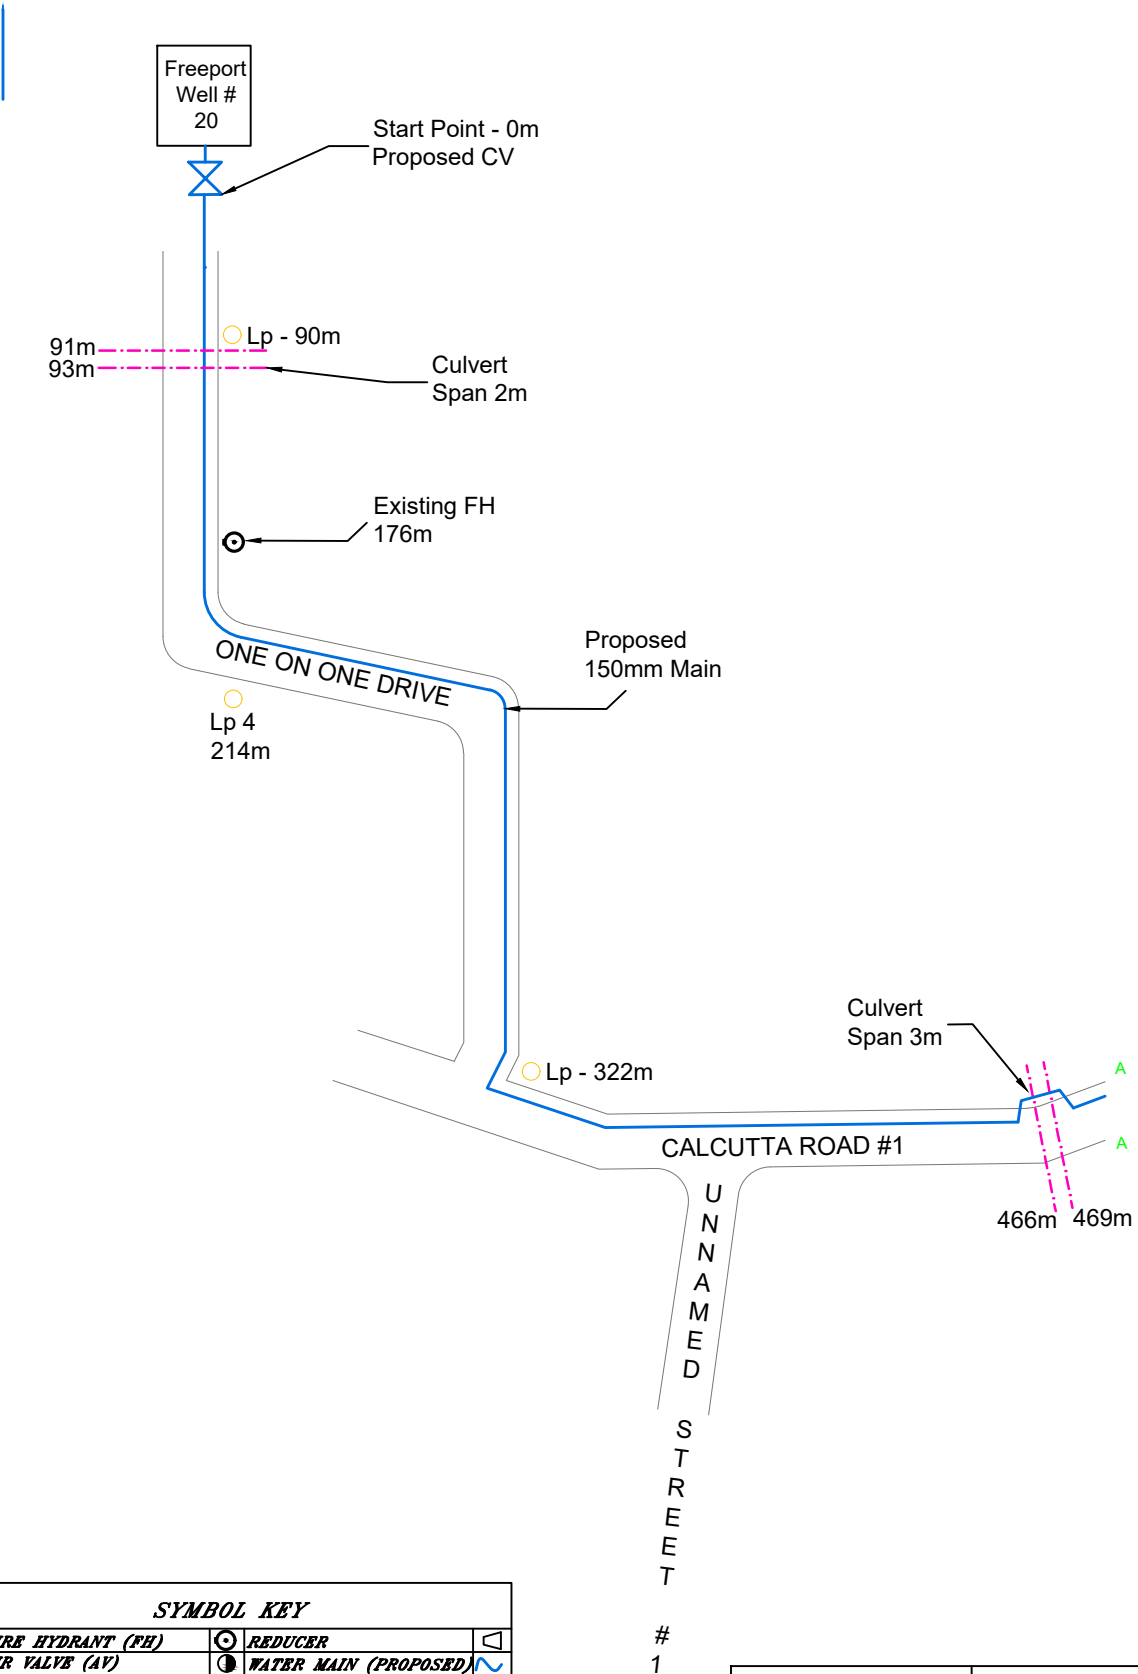 Freeport
Well #
20
Start Point - 0m
Proposed CV
Lp - 90m
91m
93m
Culvert
Span 2m
Existing FH
176m
ONE ON ONE DRIVE
Proposed
150mm Main
Lp 4
214m
Culvert
Span 3m
Lp - 322m
A
CALCUTTA ROAD #1
A
466m 469m
UNNAMED STREET #1
SYMBOL KEY
IRE HYDRANT (FH) REDUCER
IR VALVE (AV) WATER MAIN (PROPOSED)